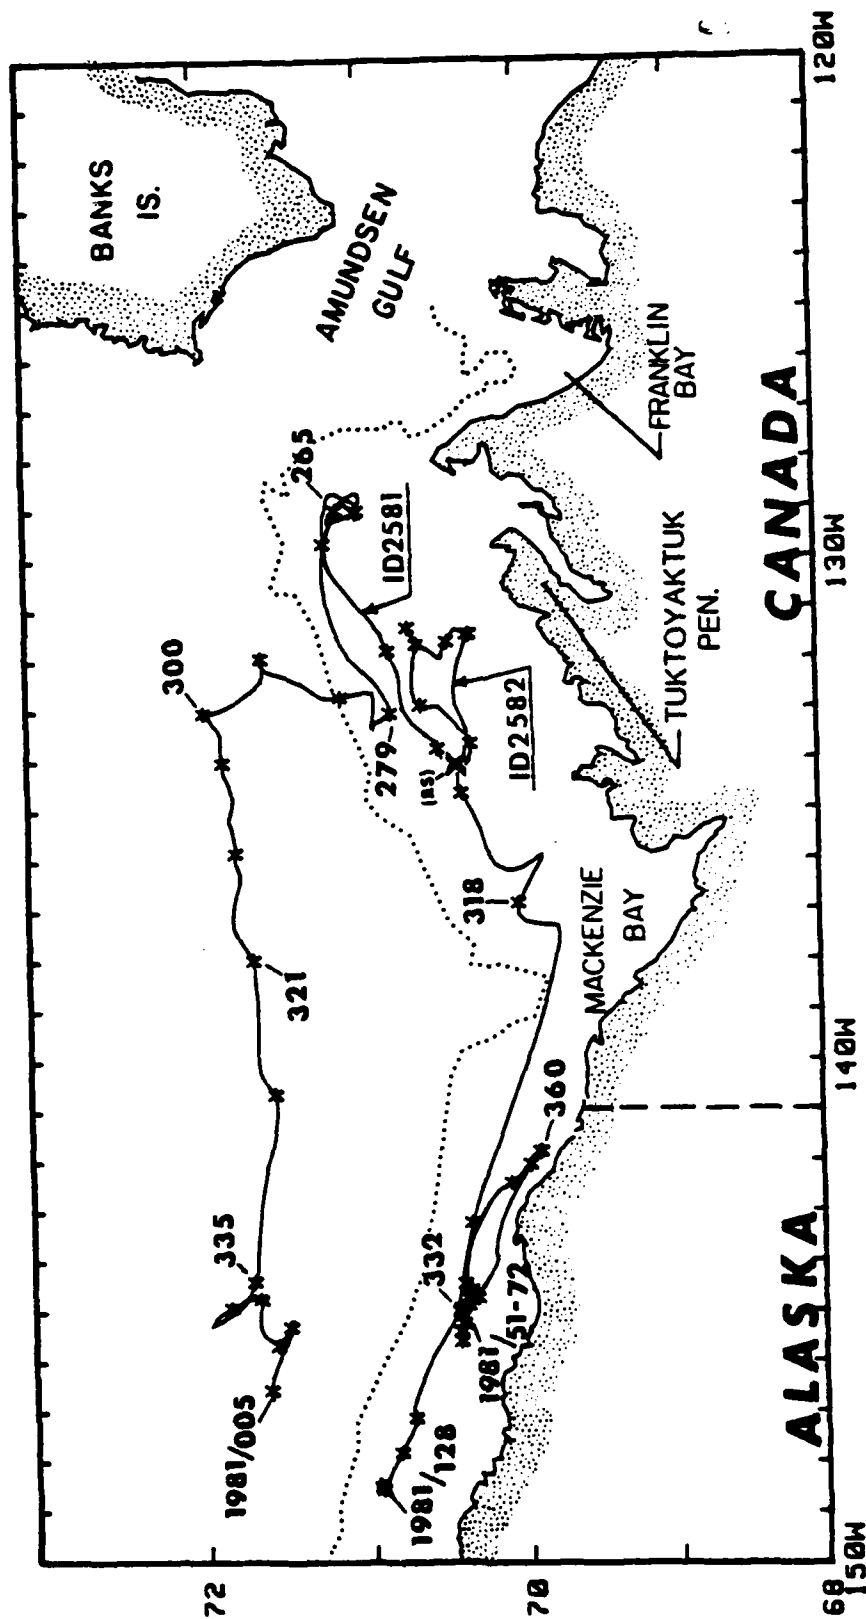 BANKS
IS.
AMUNDSEN
GULF
265
ID2581
300
279
(RS)
ID2582
FRANKLIN
BAY
TUKTOYAKTUK
PEN.
CANADA
318
MACKENZIE
BAY
321
335
332
360
1981/005
1981/128
1981/51-72
ALASKA
72
70
68
150W
140W
130W
120W